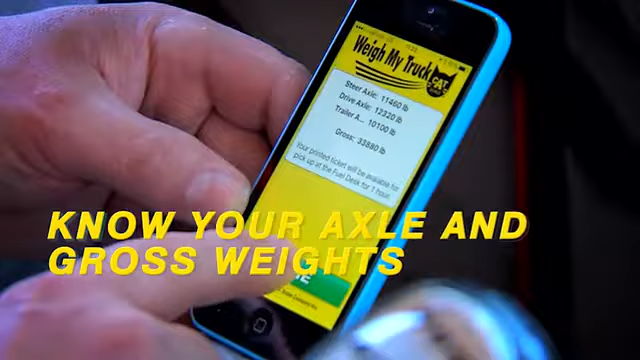 Weigh My Truck
CAT
Steer Axle: 11460 lb
Drive Axle: 12320 lb
Trailer A... 10100 lb
Gross: 33880 lb
Your printed ticket will be available for
pick up at the Fuel Desk for 1 hour.
KNOW YOUR AXLE AND
GROSS WEIGHTS